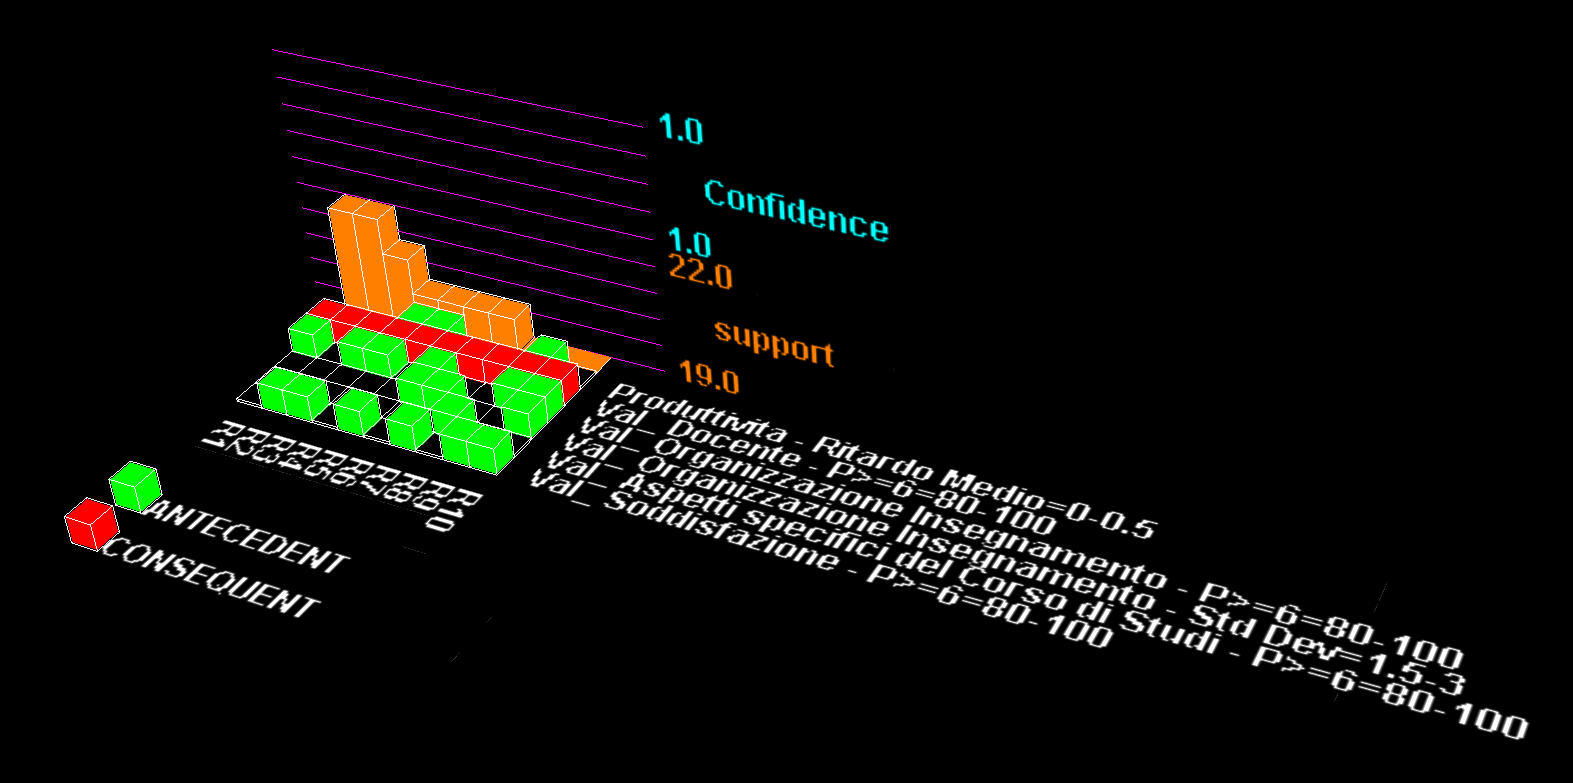 1.0
Confidence
1.0
22.0
support
19.0
Produttivita - Ritardo Medio=0-0.5
Val_ Docente - P>=6=80-100
Val_ Organizzazione Insegnamento - P>=6=80-100
Val_ Organizzazione Insegnamento - Std Dev=1.5-3
Val_ Aspetti specifici del Corso di Studi - P>=6=80-100
Val_ Soddisfazione - P>=6=80-100
ANTECEDENT
CONSEQUENT